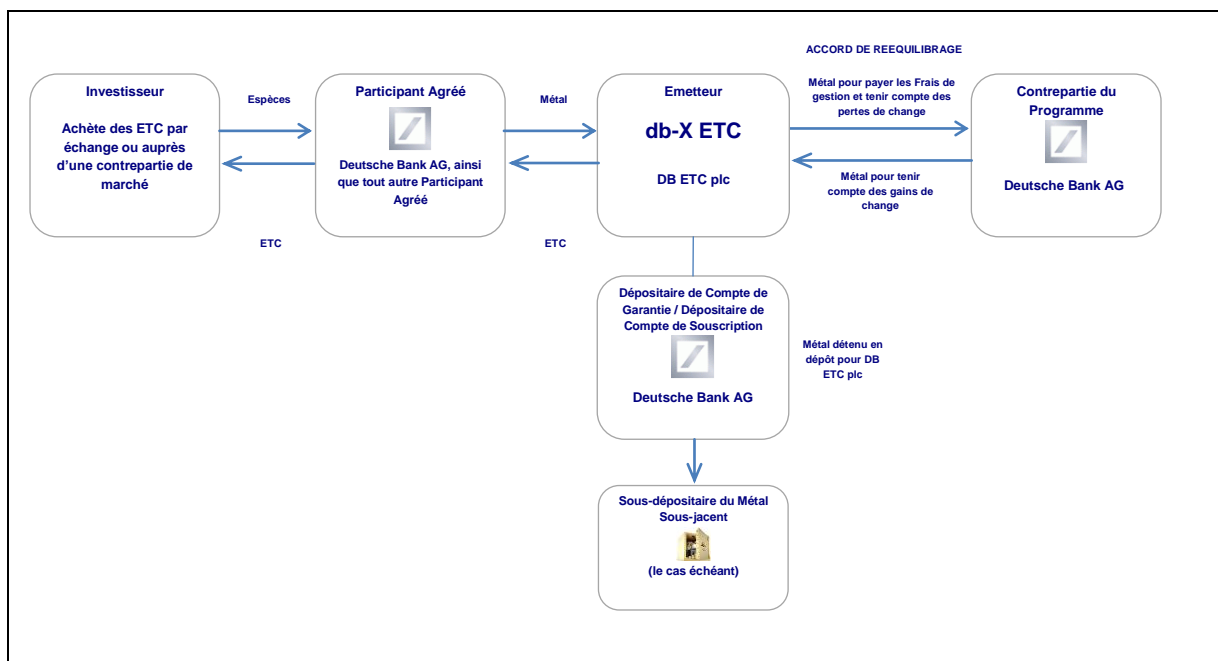 ACCORD DE REEQUILIBRAGE
Investisseur
Achète des ETC par
échange ou auprès
d'une contrepartie de
marché
Espèces
ETC
Participant Agréé
Deutsche Bank AG, ainsi
que tout autre Participant
Agréé
Métal
ETC
Emetteur
db-X ETC
DB ETC plc
Métal pour payer les Frais de
gestion et tenir compte des
pertes de change
Métal pour tenir
compte des gains de
change
Contrepartie du
Programme
Deutsche Bank AG
Dépositaire de Compte de
Garantie / Dépositaire de
Compte de Souscription
Deutsche Bank AG
Métal détenu en
dépôt pour DB
ETC plc
Sous-dépositaire du Métal
Sous-jacent
(le cas échéant)